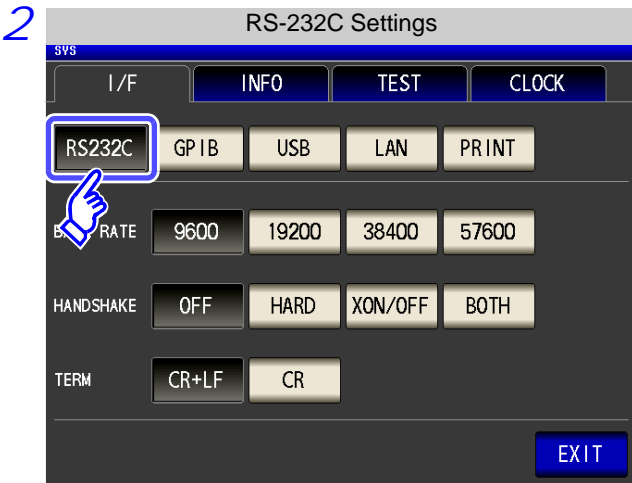 2
RS-232C Settings
SYS
I/F INFO TEST CLOCK
RS232C GPIB USB LAN PRINT
RATE 9600 19200 38400 57600
HANDSHAKE OFF HARD XON/OFF BOTH
TERM CR+LF CR
EXIT